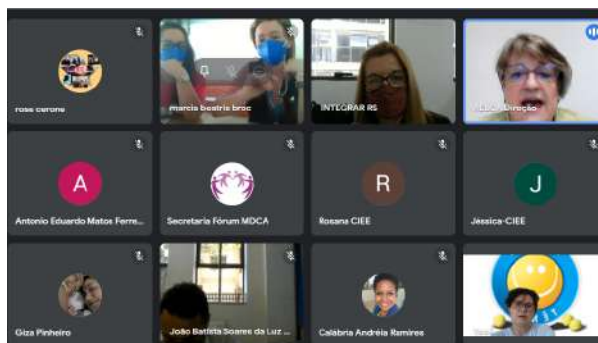 rose cerone
marcia beatris broc
INTEGRAR RS
Direção
A
R
J
Antonio Eduardo Matos Ferre...
Secretaria Fórum MDCA
Rosana CIEE
Jéssica-CIEE
Giza Pinheiro
João Batista Soares da Luz ...
Calábria Andréia Ramires